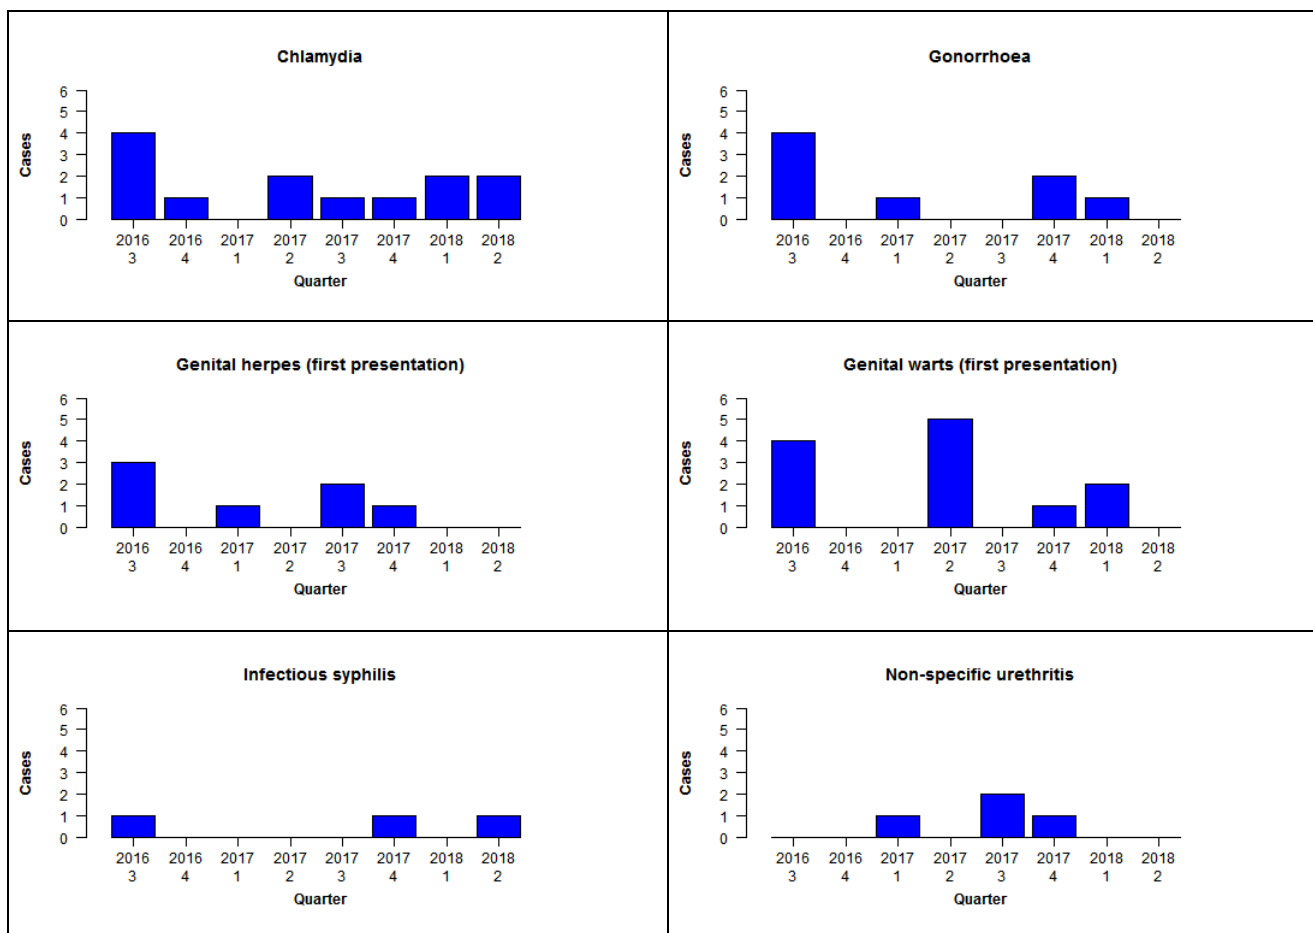 Chlamydia
Cases
6
5
4
3
2
1
0
2016 2016 2017 2017 2017 2017 2018 2018
3 4 1 2 3 4 1 2
Quarter
Gonorrhoea
Cases
6
5
4
3
2
1
0
2016 2016 2017 2017 2017 2017 2018 2018
3 4 1 2 3 4 1 2
Quarter
Genital herpes (first presentation)
Cases
6
5
4
3
2
1
0
2016 2016 2017 2017 2017 2017 2018 2018
3 4 1 2 3 4 1 2
Quarter
Genital warts (first presentation)
Cases
6
5
4
3
2
1
0
2016 2016 2017 2017 2017 2017 2018 2018
3 4 1 2 3 4 1 2
Quarter
Infectious syphilis
Cases
6
5
4
3
2
1
0
2016 2016 2017 2017 2017 2017 2018 2018
3 4 1 2 3 4 1 2
Quarter
Non-specific urethritis
Cases
6
5
4
3
2
1
0
2016 2016 2017 2017 2017 2017 2018 2018
3 4 1 2 3 4 1 2
Quarter